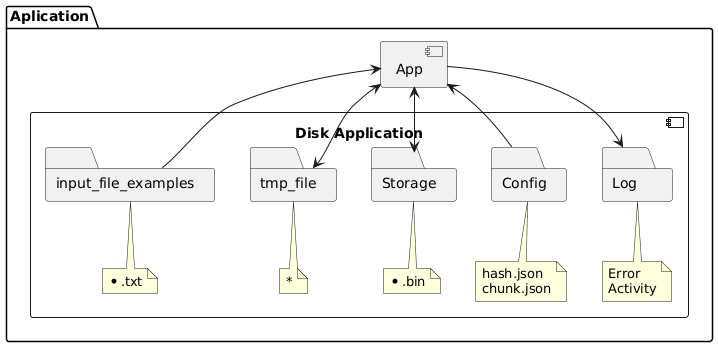 Aplication
App
Disk Application
input_file_examples
tmp_file
Storage
Config
Log
• .txt
*
• .bin
hash.json
chunk.json
Error
Activity